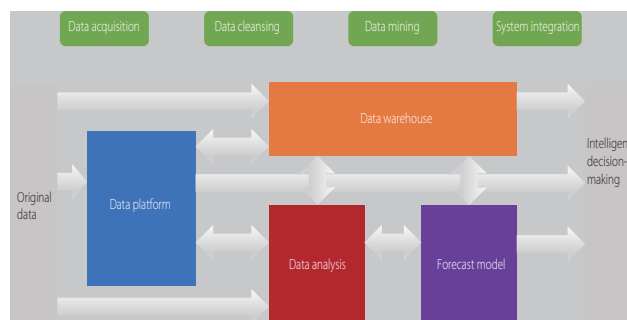 Data acquisition
Data cleansing
Data mining
System integration
Data warehouse
Original
data
Data platform
Intelligen
decision-
making
Data analysis
Forecast model